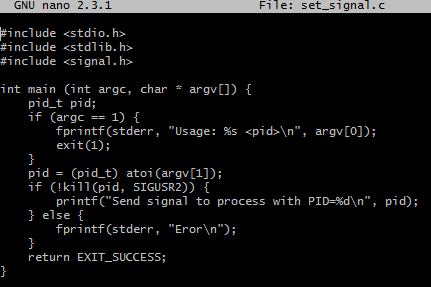 GNU nano 2.3.1 File: set_signal.c
#include <stdio.h>
#include <stdlib.h>
#include <signal.h>
int main (int argc, char * argv[]) {
    pid_t pid;
    if (argc == 1) {
        fprintf(stderr, "Usage: %s <pid>\n", argv[0]);
        exit(1);
    }
    pid = (pid_t) atoi(argv[1]);
    if (!kill(pid, SIGUSR2)) {
        printf("Send signal to process with PID=%d\n", pid);
    } else {
        fprintf(stderr, "Eror\n");
    }
    return EXIT_SUCCESS;
}